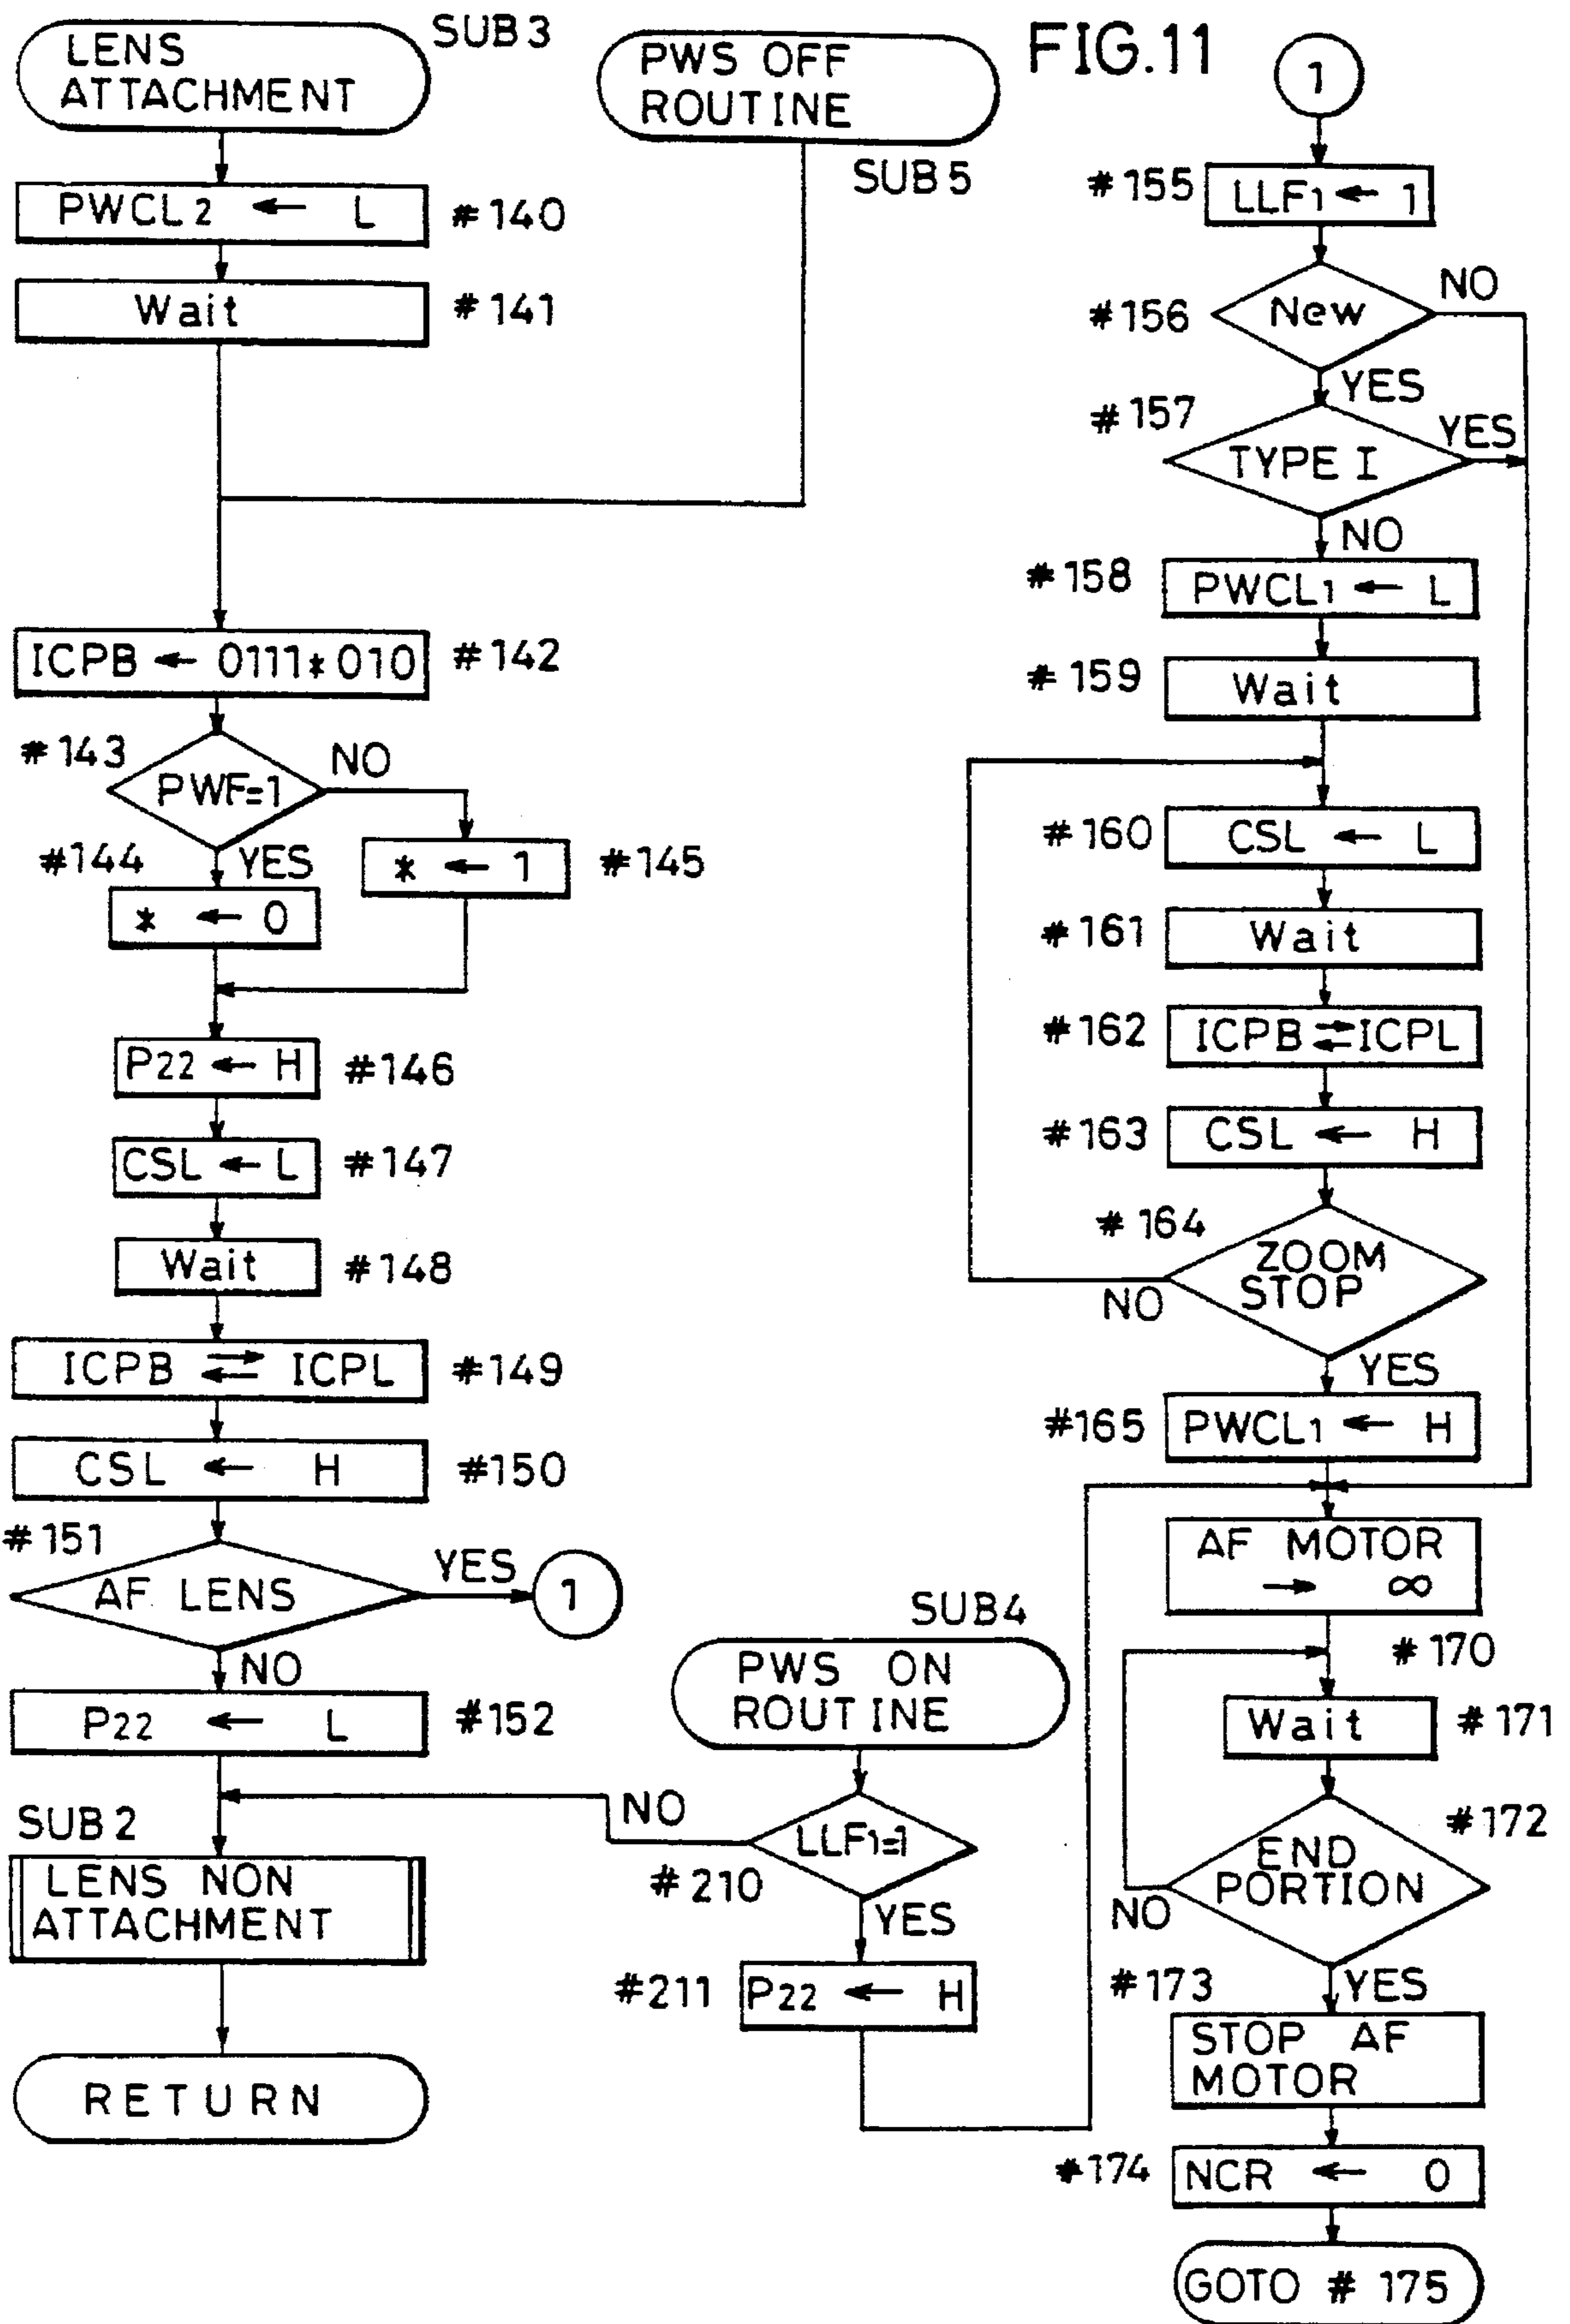 FIG.11
SUB3
LENS
ATTACHMENT
PWCL2 ← L
#140
Wait
#141
PWS OFF
ROUTINE
SUB5
ICPB ← 0111*010
#142
#143
PWF=1
NO
YES
#144
* ← 0
* ← 1
#145
P22 ← H
#146
CSL ← L
#147
Wait
#148
ICPB ⇄ ICPL
#149
CSL ← H
#150
#151
AF LENS
YES
1
NO
P22 ← L
#152
SUB2
LENS NON
ATTACHMENT
RETURN
SUB4
PWS ON
ROUTINE
LLF1=1
NO
#210
YES
#211
P22 ← H
1
#155
LLF1 ← 1
#156
New
NO
YES
#157
TYPE I
YES
NO
#158
PWCL1 ← L
#159
Wait
#160
CSL ← L
#161
Wait
#162
ICPB ⇄ ICPL
#163
CSL ← H
#164
ZOOM
STOP
NO
YES
#165
PWCL1 ← H
AF MOTOR
→ ∞
#170
Wait
#171
#172
END
PORTION
NO
YES
#173
STOP AF
MOTOR
#174
NCR ← 0
GOTO # 175